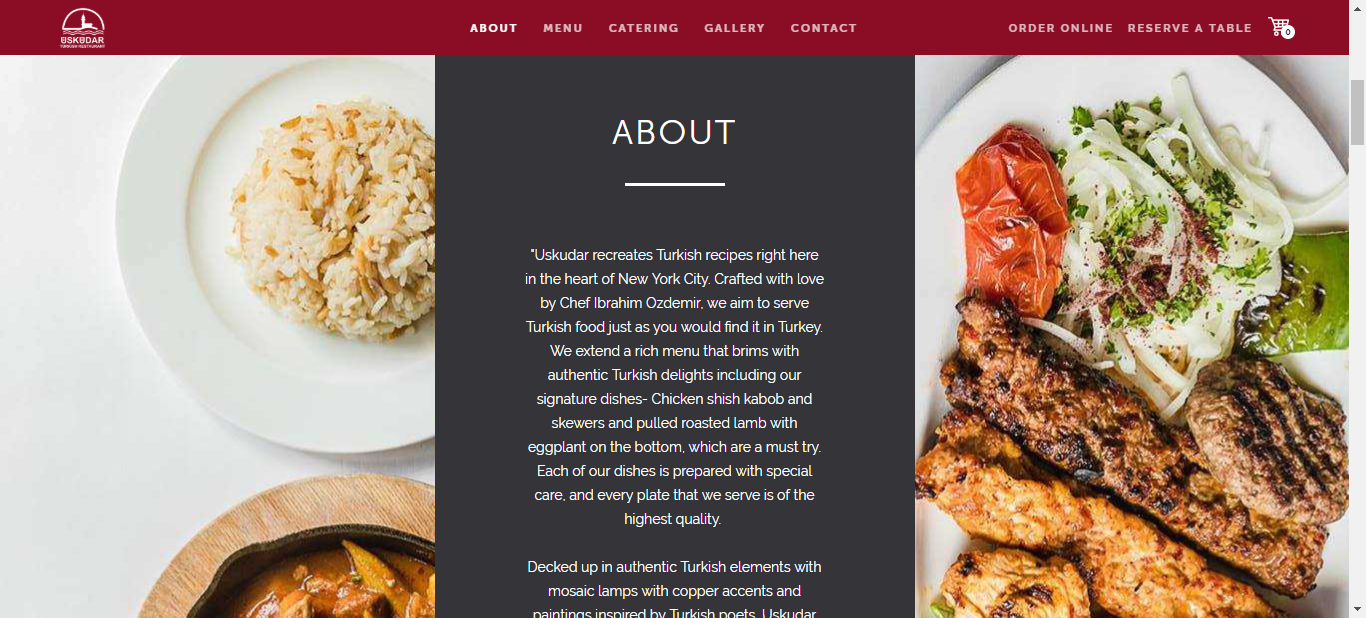 USKUDAR
TURKISH RESTAURANT
ABOUT
MENU
CATERING
GALLERY
CONTACT
ORDER ONLINE
RESERVE A TABLE
0
ABOUT
"Uskudar recreates Turkish recipes right here
in the heart of New York City. Crafted with love
by Chef Ibrahim Ozdemir, we aim to serve
Turkish food just as you would find it in Turkey.
We extend a rich menu that brims with
authentic Turkish delights including our
signature dishes- Chicken shish kabob and
skewers and pulled roasted lamb with
eggplant on the bottom, which are a must try.
Each of our dishes is prepared with special
care, and every plate that we serve is of the
highest quality.
Decked up in authentic Turkish elements with
mosaic lamps with copper accents and
paintings inspired by Turkish poets, Uskudar